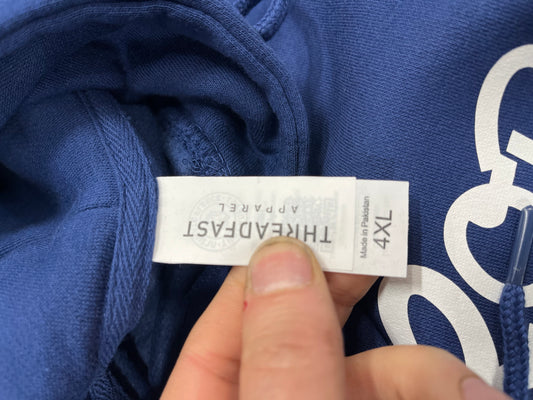 THREADFAST
APPAREL
Made in Pakistan
4XL